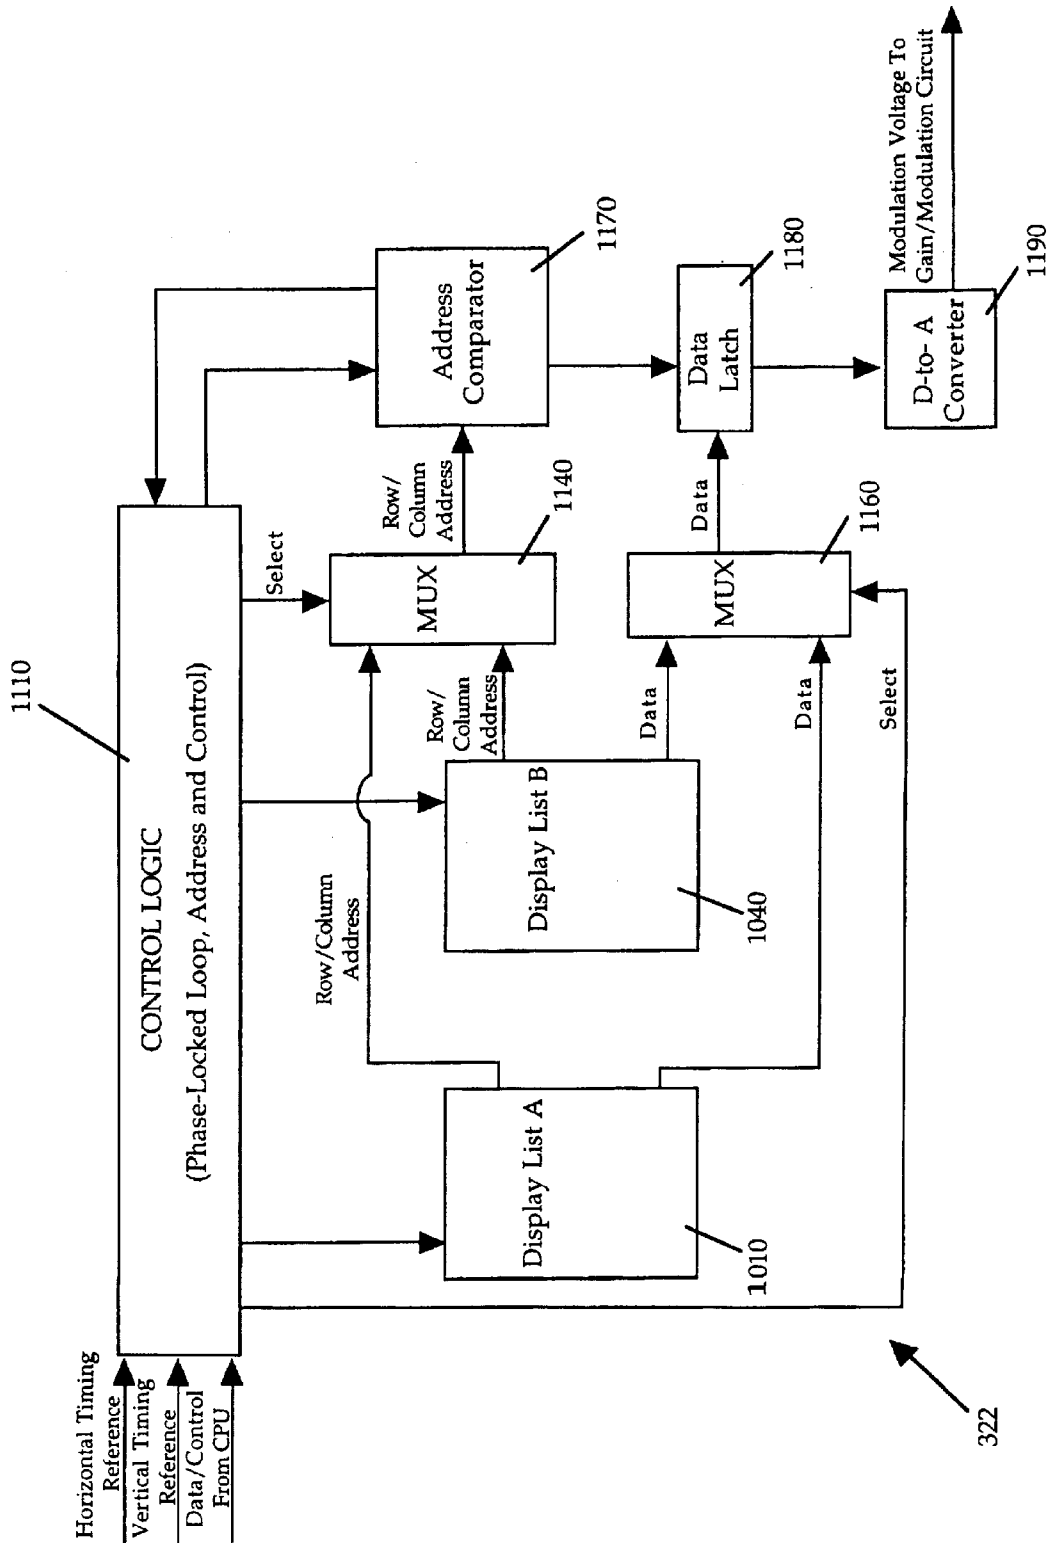 1110
CONTROL LOGIC
(Phase-Locked Loop, Address and Control)
Horizontal Timing
Reference
Vertical Timing
Reference
Data/Control
From CPU
Select
Row/Column
Address
Row/
Column
Address
MUX
1140
Row/
Column
Address
Address
Comparator
1170
Display List A
1010
Display List B
1040
Data
Data
MUX
1160
Select
Data
Data
Latch
1180
D-to- A
Converter
1190
Modulation Voltage To
Gain/Modulation Circuit
322